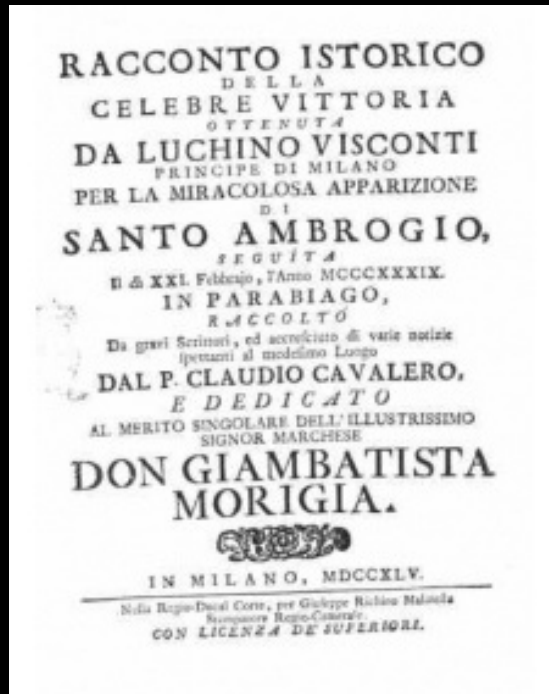 RACCONTO ISTORICO
DELLA
CELEBRE VITTORIA
OTTENUTA
DA LUCHINO VISCONTI
PRINCIPE DI MILANO
PER LA MIRACOLOSA APPARIZIONE
DI
SANTO AMBROGIO,
SEGUÍTA
Il dì XXI. Febbrajo, l'Anno MCCCXXXIX.
IN PARABIAGO,
RACCOLTO
Da gravi Scrittori, ed accresciuto di varie notizie
spettanti al medesimo Luogo
DAL P. CLAUDIO CAVALERO,
E DEDICATO
AL MERITO SINGOLARE DELL'ILLUSTRISSIMO
SIGNOR MARCHESE
DON GIAMBATISTA
MORIGIA.
IN MILANO, MDCCXLV.
Nella Regio-Ducal Corte, per Giuseppe Richino Malatesta
Stampatore Regio-Camerale.
CON LICENZA DE' SUPERIORI.